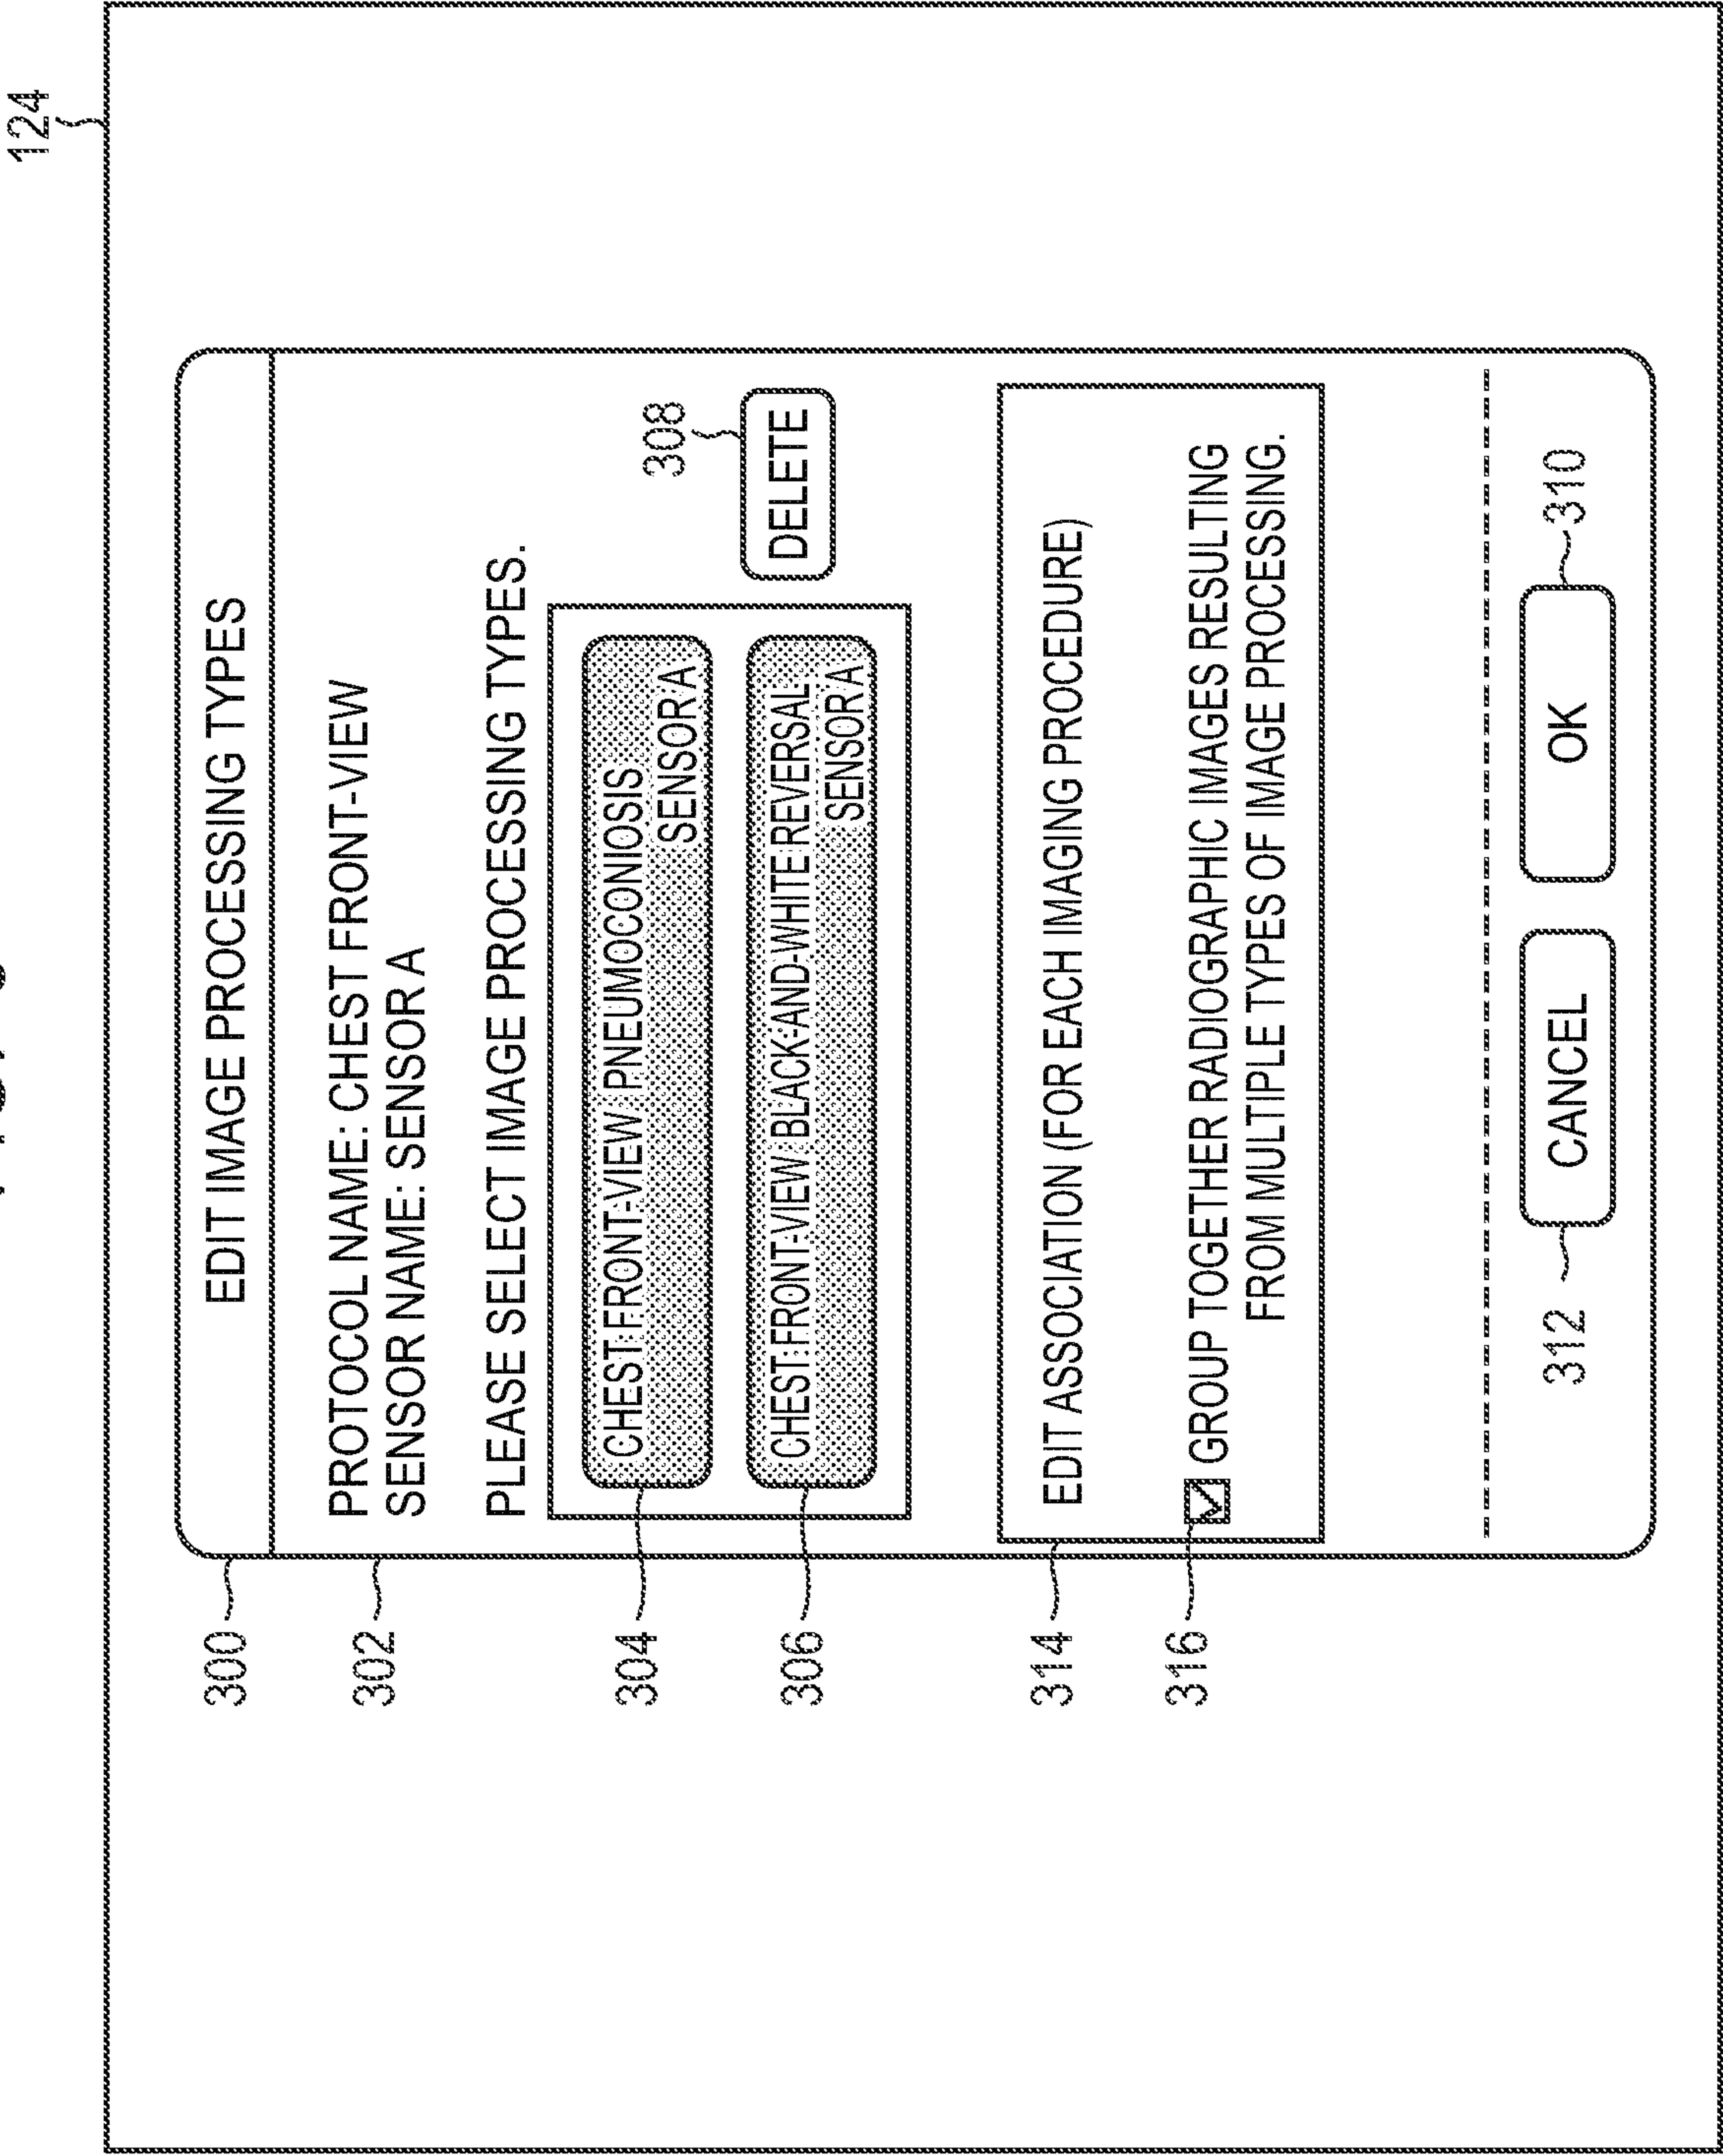 124
300
EDIT IMAGE PROCESSING TYPES
302
PROTOCOL NAME: CHEST FRONT-VIEW
SENSOR NAME: SENSOR A
PLEASE SELECT IMAGE PROCESSING TYPES.
304
CHEST FRONT-VIEW PNEUMOCONIOSIS
SENSOR A
308
306
CHEST FRONT-VIEW BLACK-AND-WHITE REVERSAL
SENSOR A
DELETE
314
EDIT ASSOCIATION (FOR EACH IMAGING PROCEDURE)
316
GROUP TOGETHER RADIOGRAPHIC IMAGES RESULTING
FROM MULTIPLE TYPES OF IMAGE PROCESSING.
312
CANCEL
OK
310